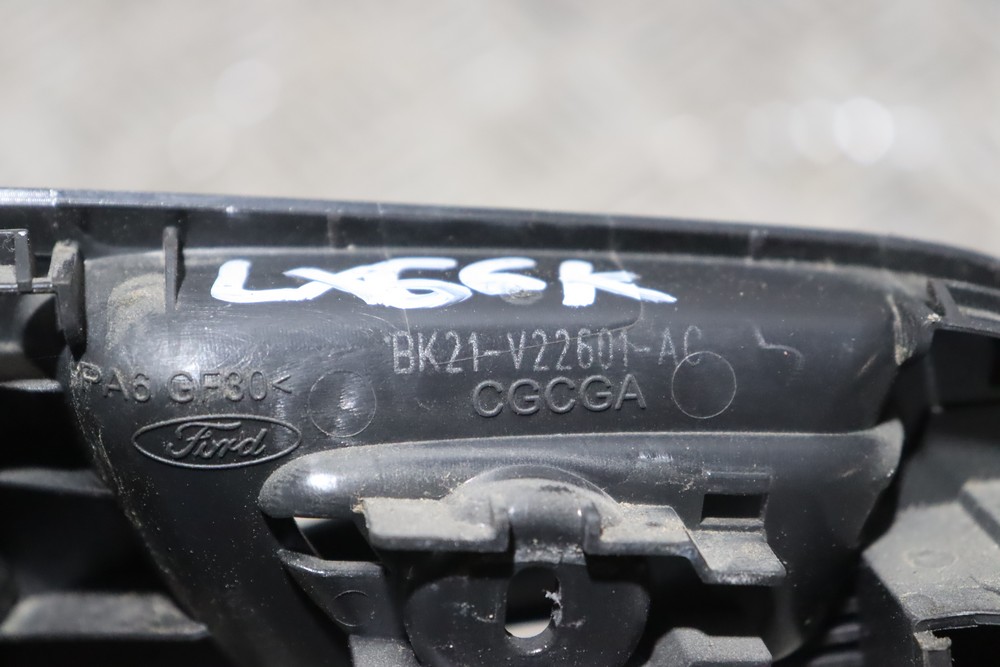 LX66K
BK21-V22601-AC
PA6 GF30<
CGCGA
Ford